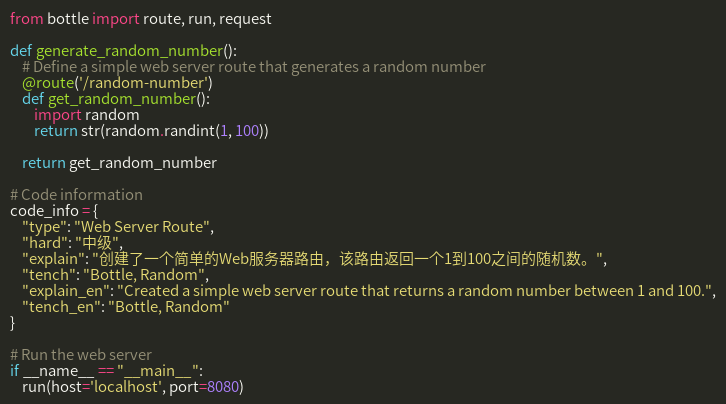 from bottle import route, run, request

def generate_random_number():
    # Define a simple web server route that generates a random number
    @route('/random-number')
    def get_random_number():
        import random
        return str(random.randint(1, 100))

    return get_random_number

# Code information
code_info = {
    "type": "Web Server Route",
    "hard": "中级",
    "explain": "创建了一个简单的Web服务器路由，该路由返回一个1到100之间的随机数。",
    "tench": "Bottle, Random",
    "explain_en": "Created a simple web server route that returns a random number between 1 and 100.",
    "tench_en": "Bottle, Random"
}

# Run the web server
if __name__ == "__main__":
    run(host='localhost', port=8080)